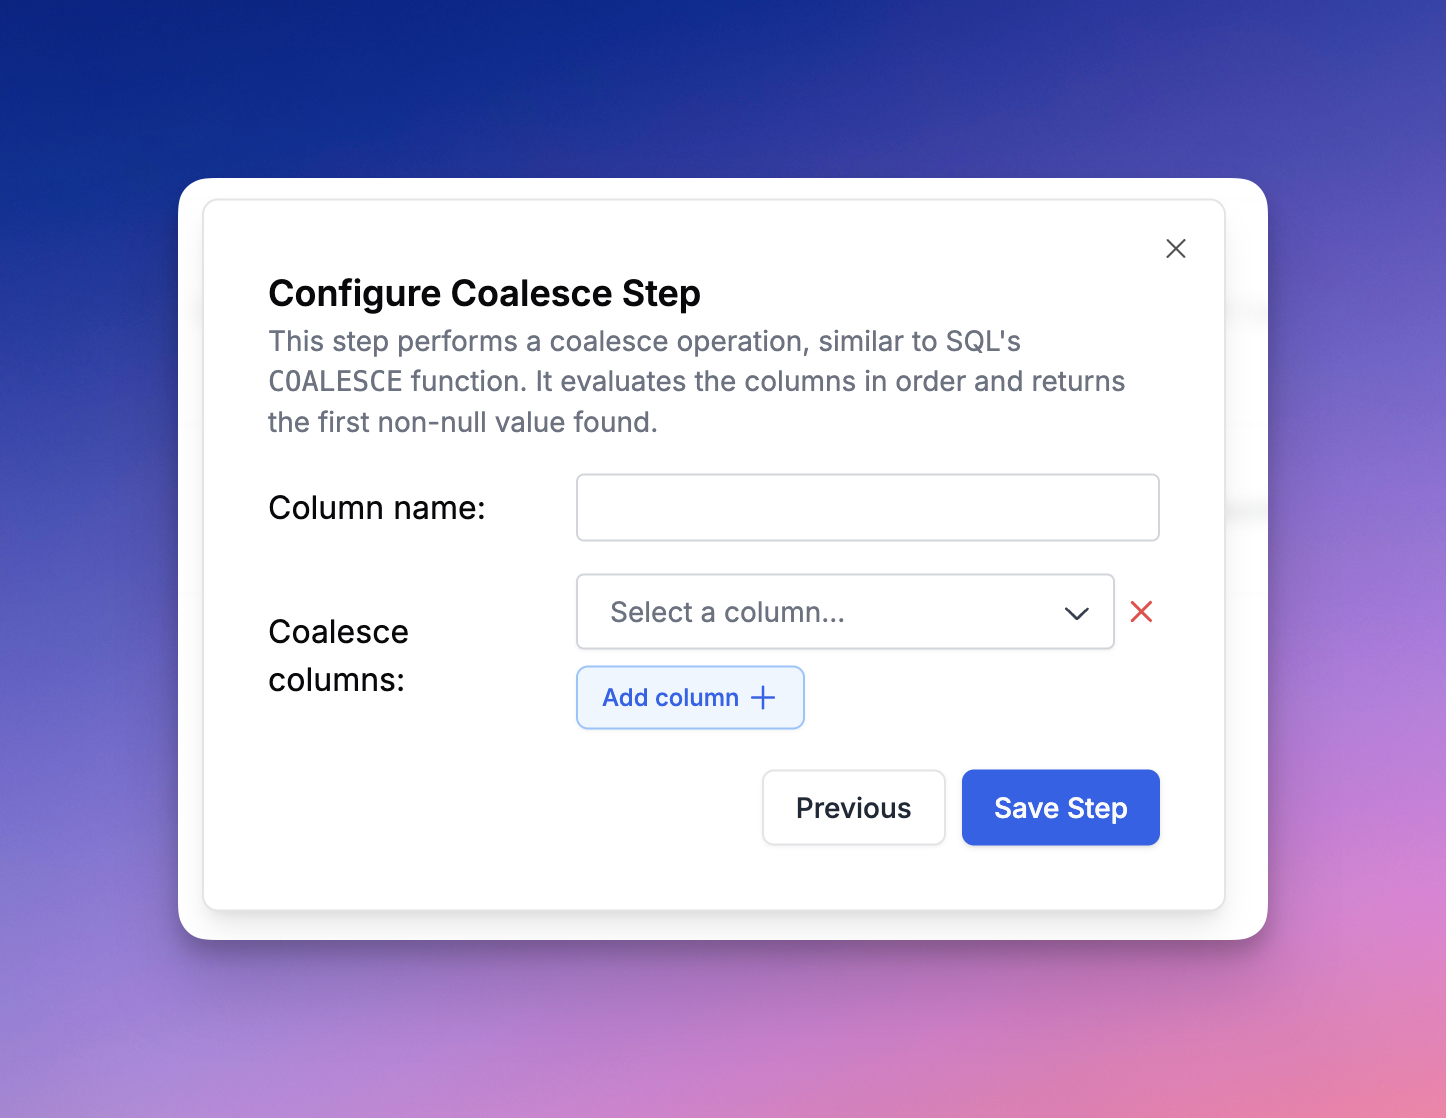 Configure Coalesce Step
This step performs a coalesce operation, similar to SQL's
COALESCE function. It evaluates the columns in order and returns
the first non-null value found.
Column name:
Coalesce
columns:
Select a column...
Add column
Previous
Save Step